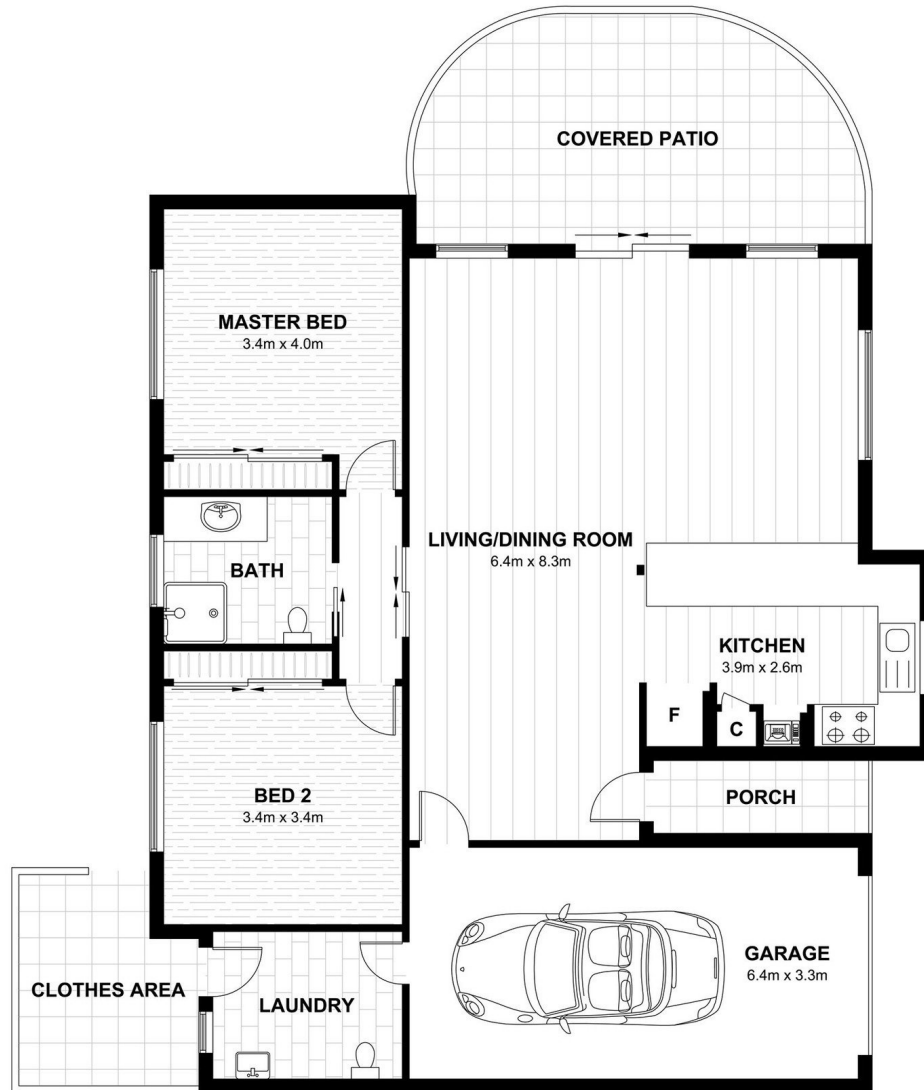 COVERED PATIO
MASTER BED
3.4m x 4.0m
LIVING/DINING ROOM
6.4m x 8.3m
BATH
KITCHEN
3.9m x 2.6m
F
C
BED 2
3.4m x 3.4m
PORCH
GARAGE
6.4m x 3.3m
CLOTHES AREA
LAUNDRY